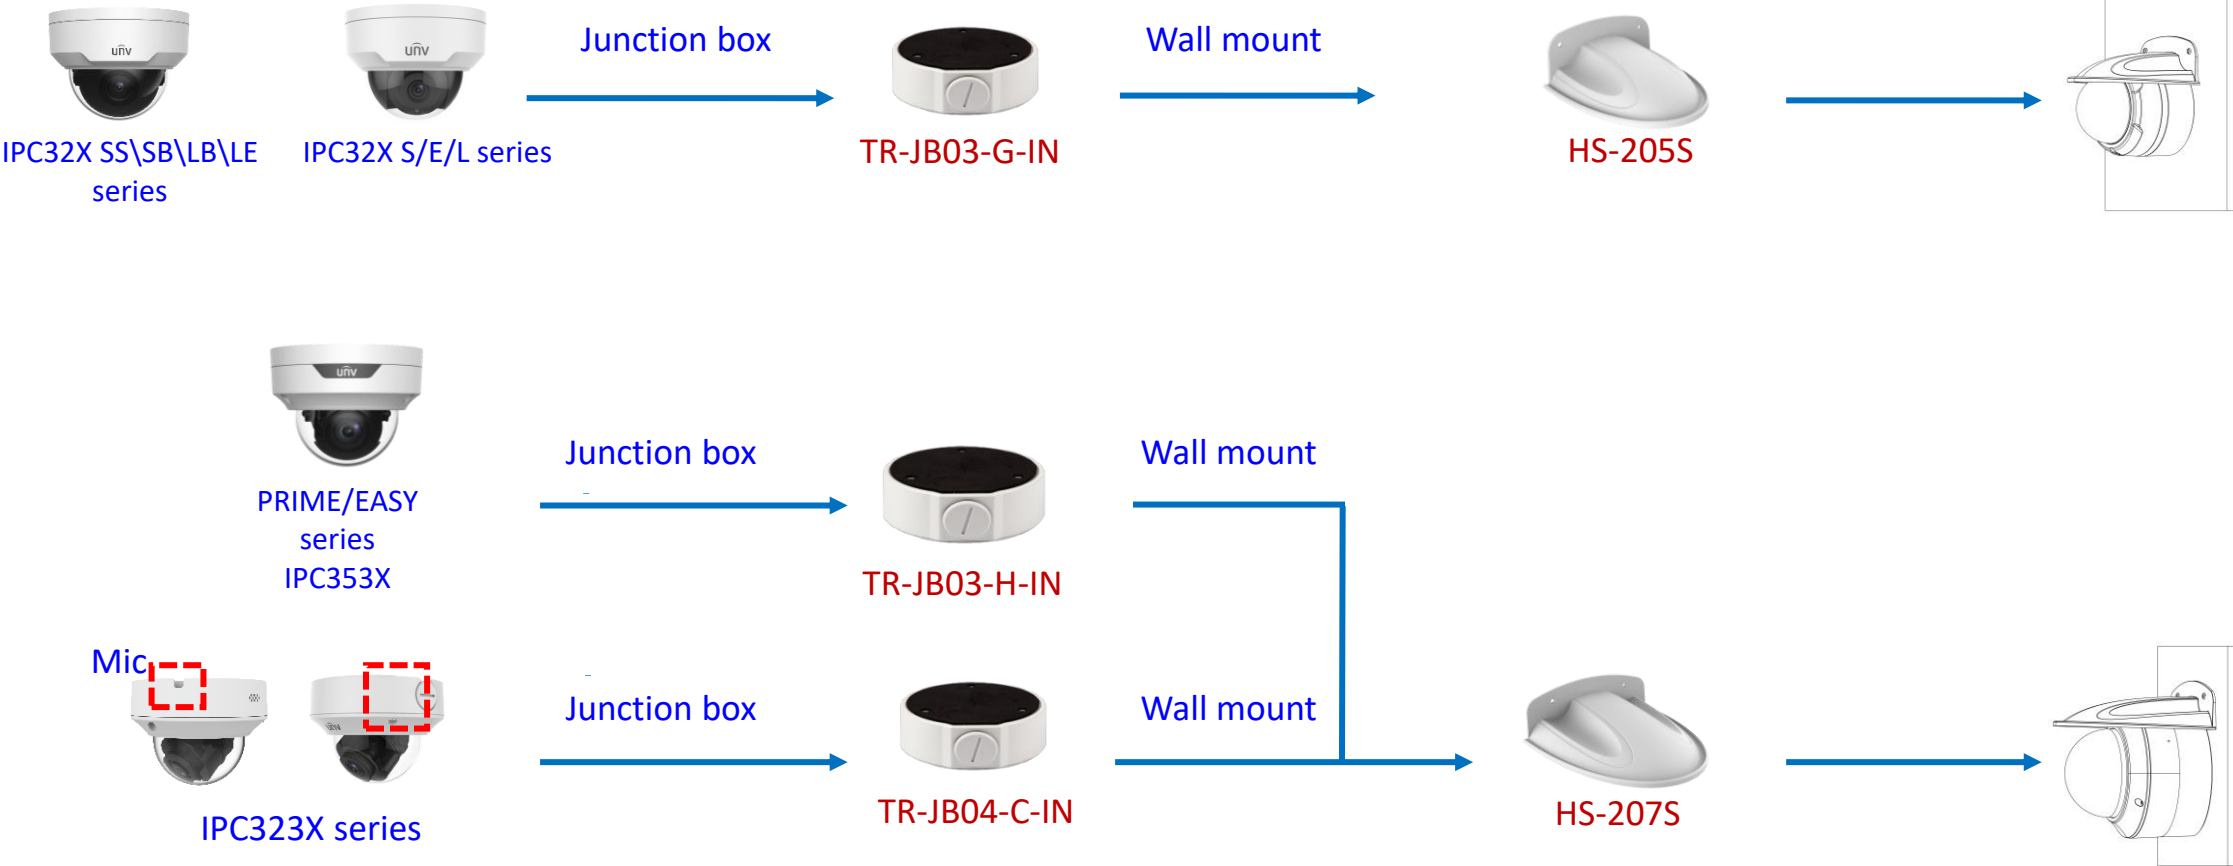 unv
unv
Junction box
Wall mount
IPC32X SS\SB\LB\LE
series
IPC32X S/E/L series
TR-JB03-G-IN
HS-205S
unv
PRIME/EASY
series
IPC353X
Junction box
Wall mount
TR-JB03-H-IN
Mic
unv
Junction box
Wall mount
IPC323X series
TR-JB04-C-IN
HS-207S